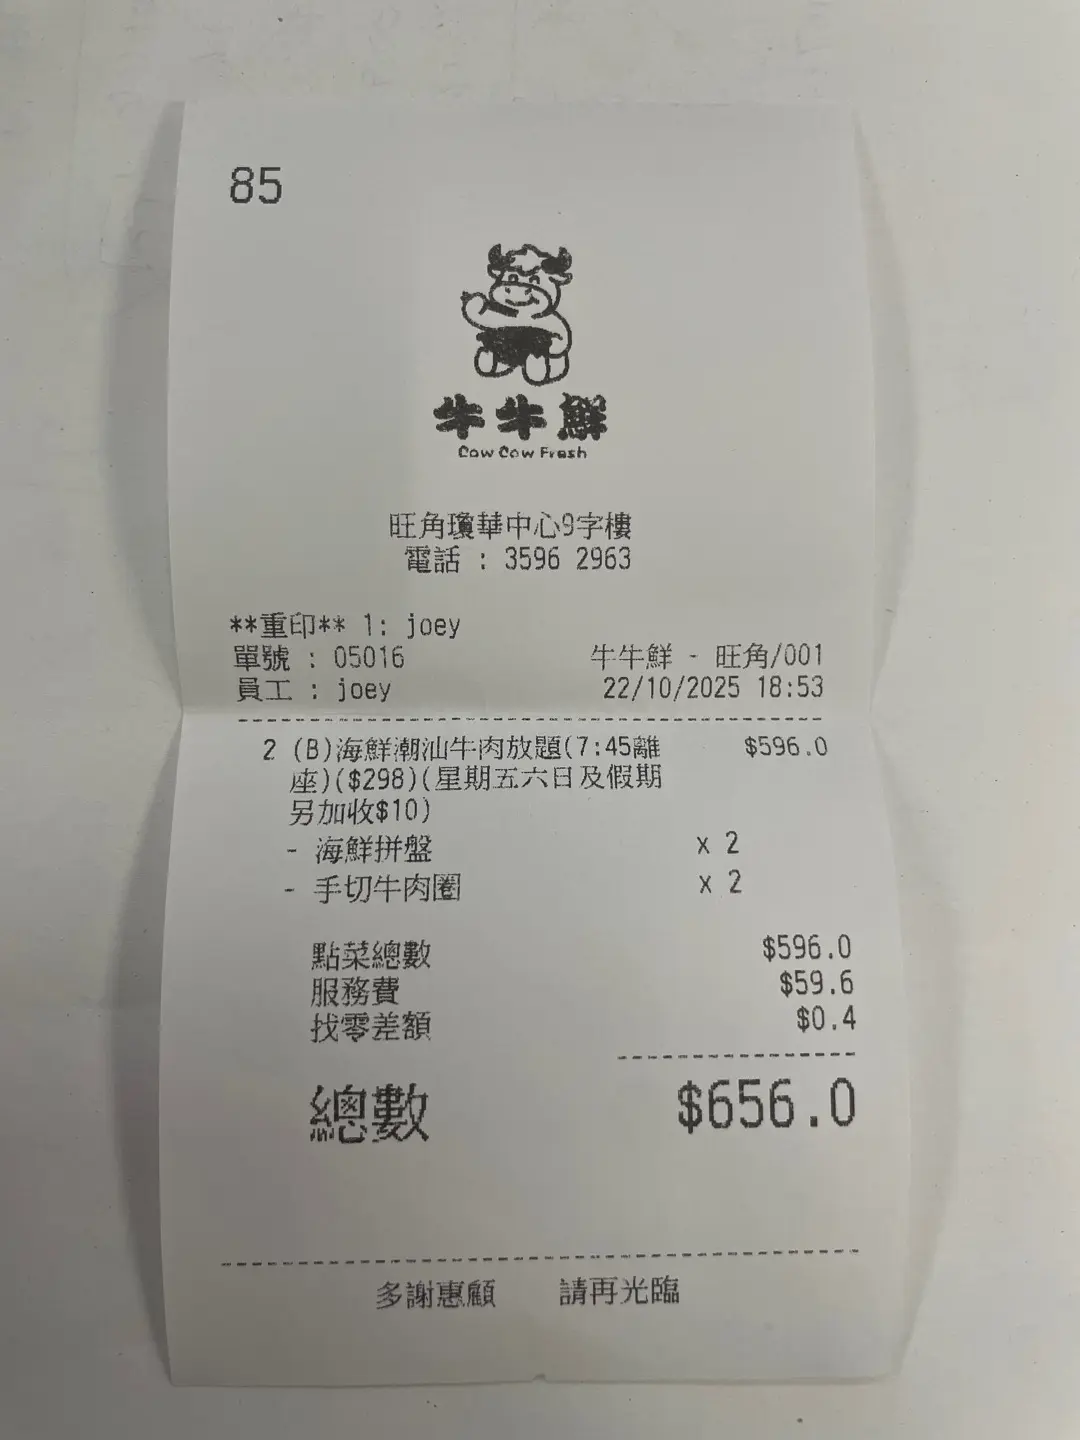 85
牛牛鮮
Cow Cow Fresh
旺角瓊華中心9字樓
電話 : 3596 2963
**重印** 1: joey
單號 : 05016 牛牛鮮 - 旺角/001
員工 : joey 22/10/2025 18:53
2 (B)海鮮潮汕牛肉放題(7:45離 $596.0
座)($298)(星期五六日及假期
另加收$10)
- 海鮮拼盤 x 2
- 手切牛肉圈 x 2
點菜總數 $596.0
服務費 $59.6
找零差額 $0.4
總數 $656.0
多謝惠顧 請再光臨